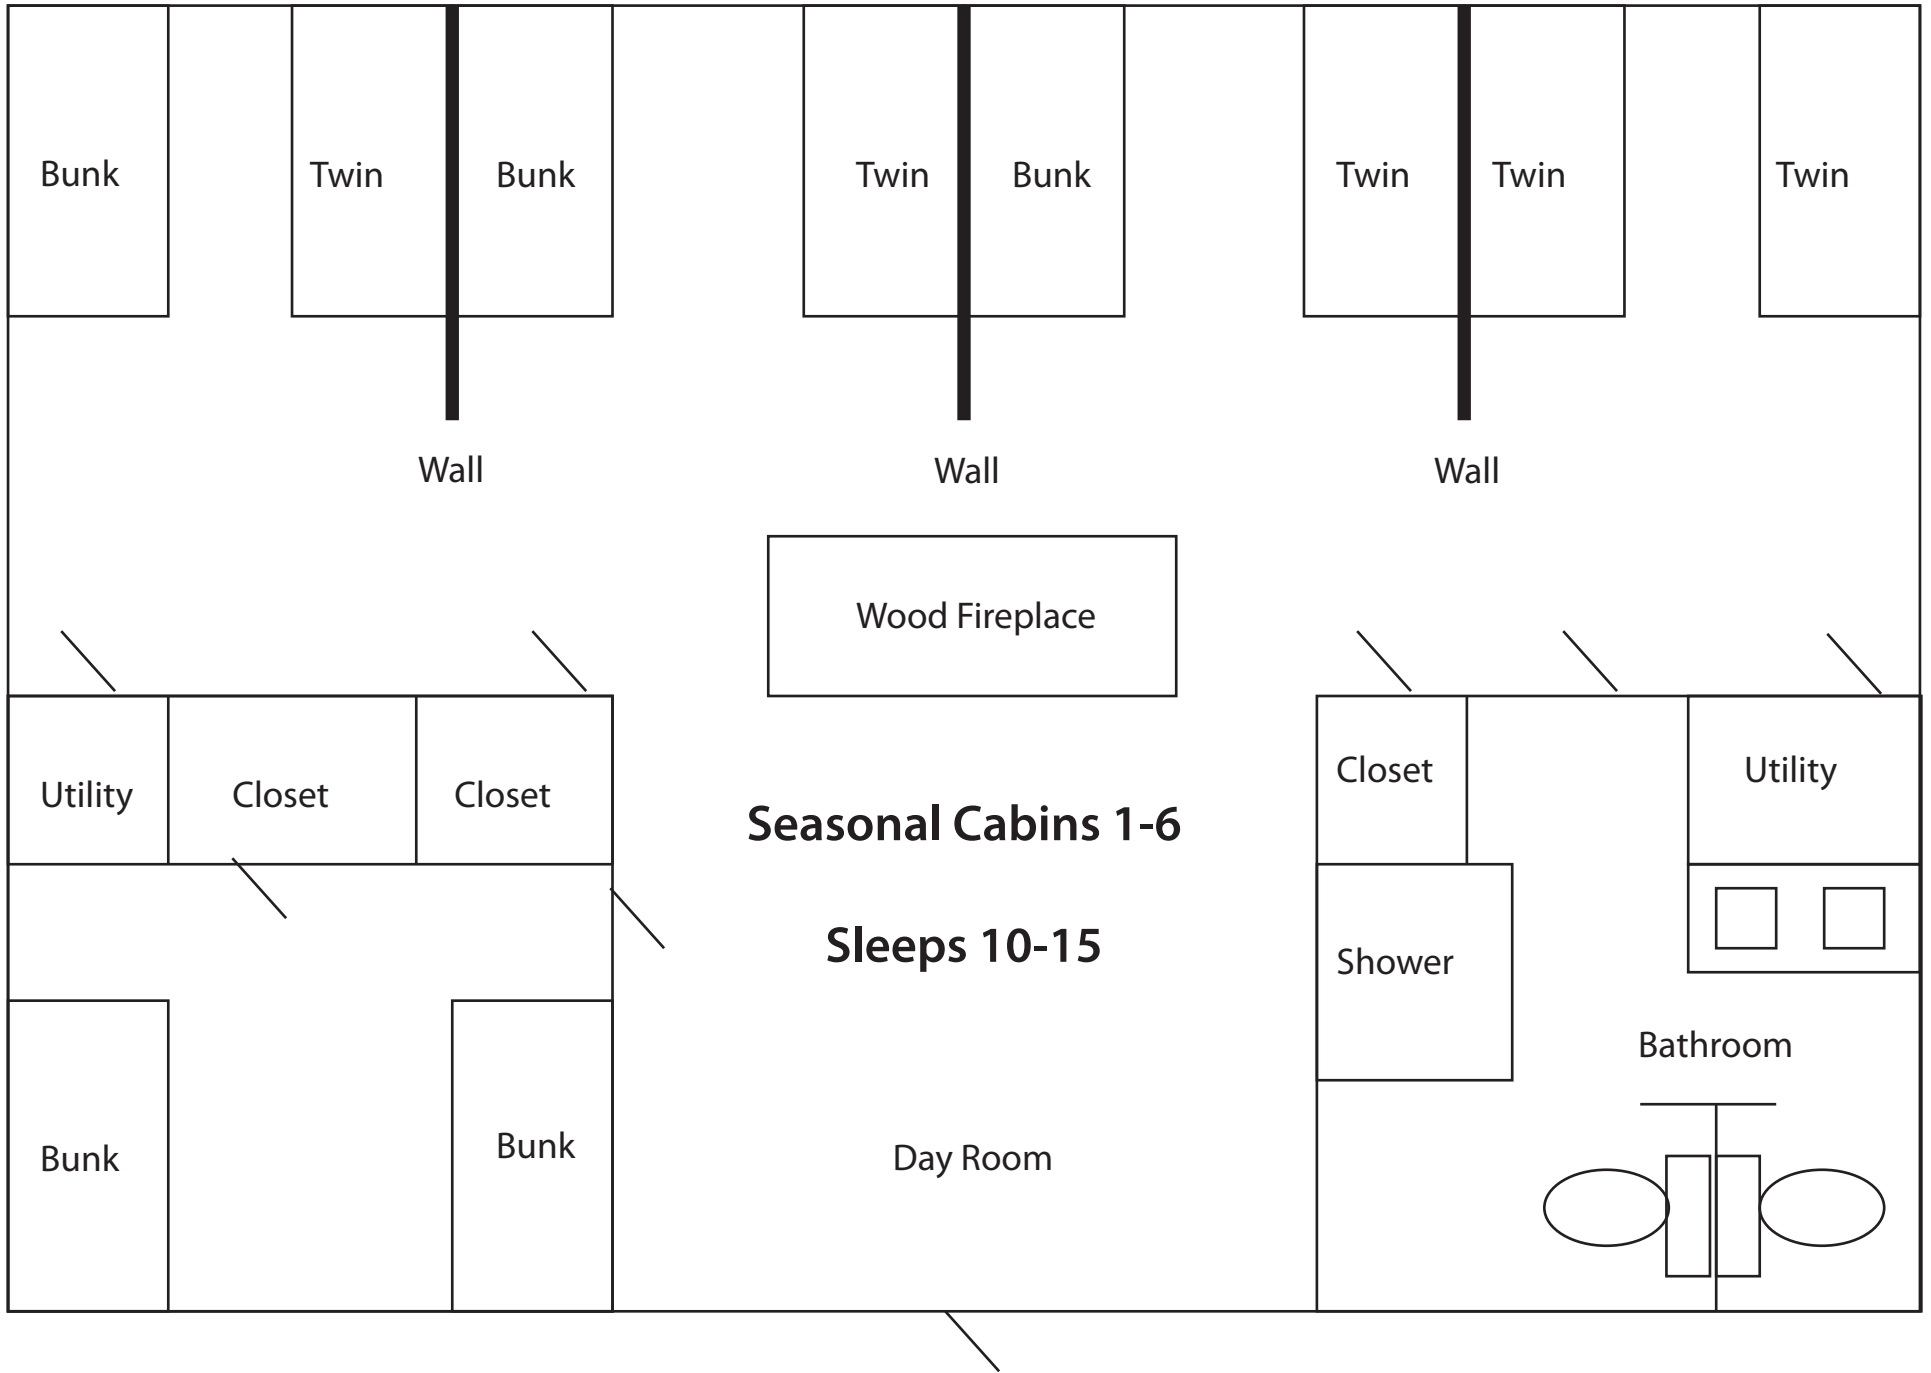 Bunk
Twin
Bunk
Twin
Bunk
Twin
Twin
Twin
Wall
Wall
Wall
Wood Fireplace
Utility
Closet
Closet
Closet
Utility
Seasonal Cabins 1-6
Sleeps 10-15
Shower
Bathroom
Bunk
Bunk
Day Room